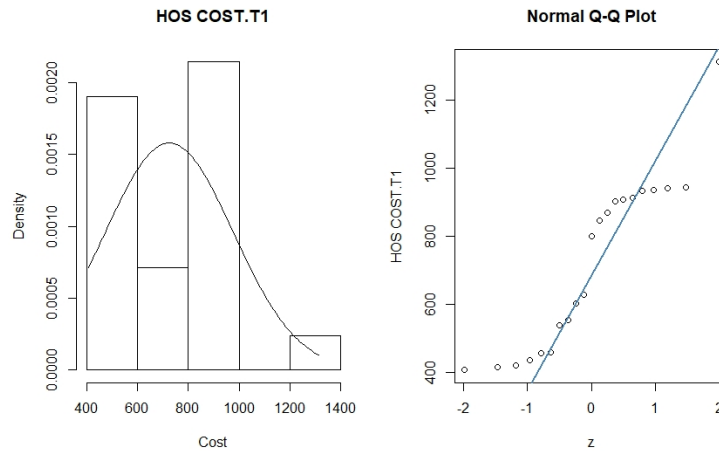 HOS COST.T1
Density
0.0000
0.0005
0.0010
0.0015
0.0020
400 600 800 1000 1200 1400
Cost
Normal Q-Q Plot
HOS COST.T1
400
600
800
1000
1200
-2 -1 0 1 2
z